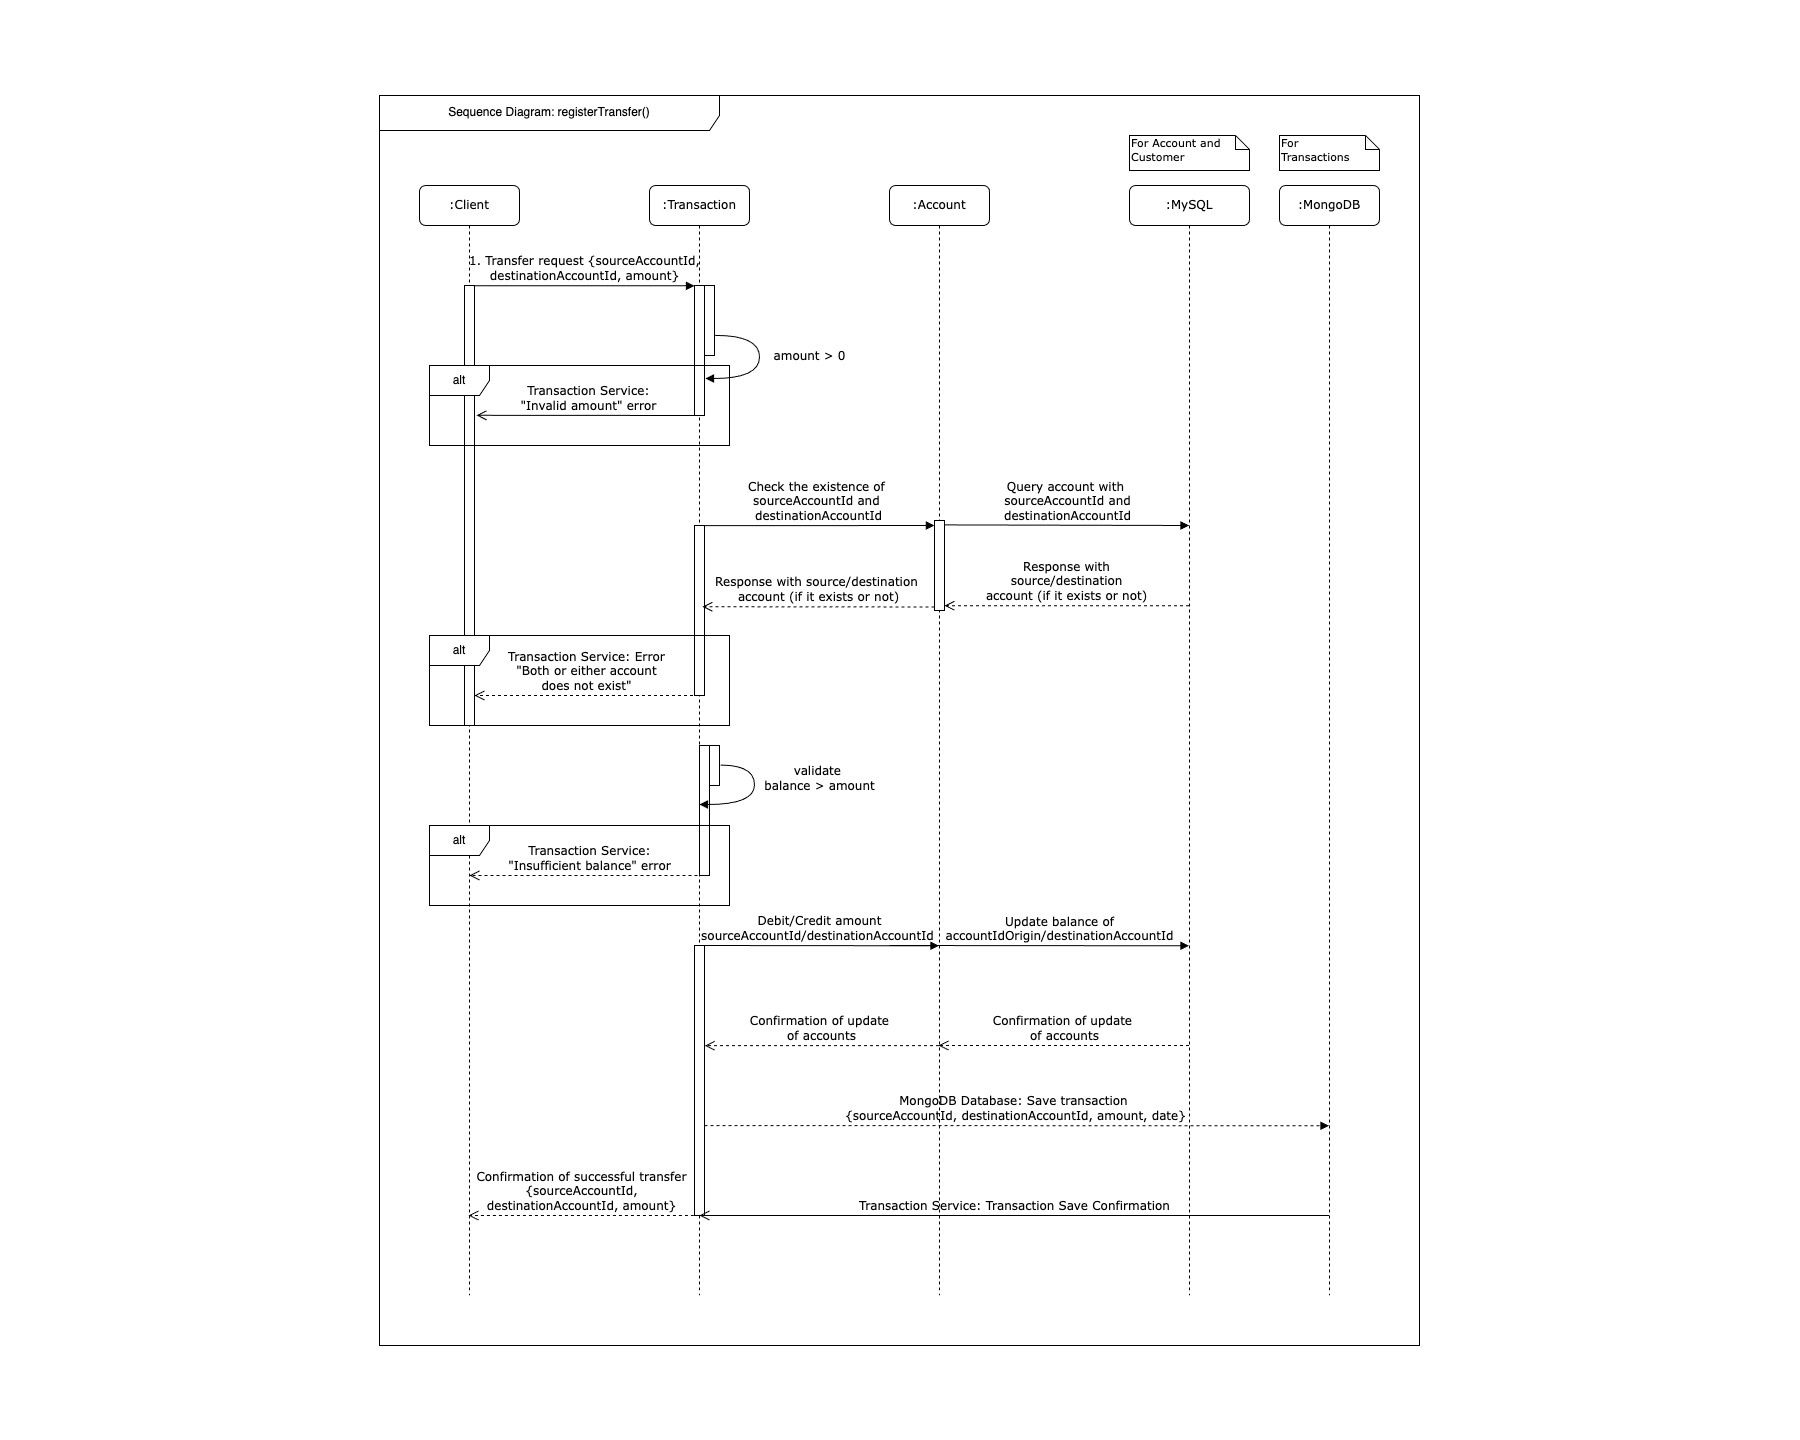 Sequence Diagram: registerTransfer()
For Account and
Customer
For
Transactions
:Client
:Transaction
:Account
:MySQL
:MongoDB
1. Transfer request {sourceAccountId,
destinationAccountId, amount}
amount > 0
alt
Transaction Service:
"Invalid amount" error
Check the existence of
sourceAccountId and
destinationAccountId
Query account with
sourceAccountId and
destinationAccountId
Response with source/destination
account (if it exists or not)
Response with
source/destination
account (if it exists or not)
alt
Transaction Service: Error
"Both or either account
does not exist"
validate
balance > amount
alt
Transaction Service:
"Insufficient balance" error
Debit/Credit amount
sourceAccountId/destinationAccountId
Update balance of
accountIdOrigin/destinationAccountId
Confirmation of update
of accounts
Confirmation of update
of accounts
MongoDB Database: Save transaction
{sourceAccountId, destinationAccountId, amount, date}
Confirmation of successful transfer
{sourceAccountId,
destinationAccountId, amount}
Transaction Service: Transaction Save Confirmation